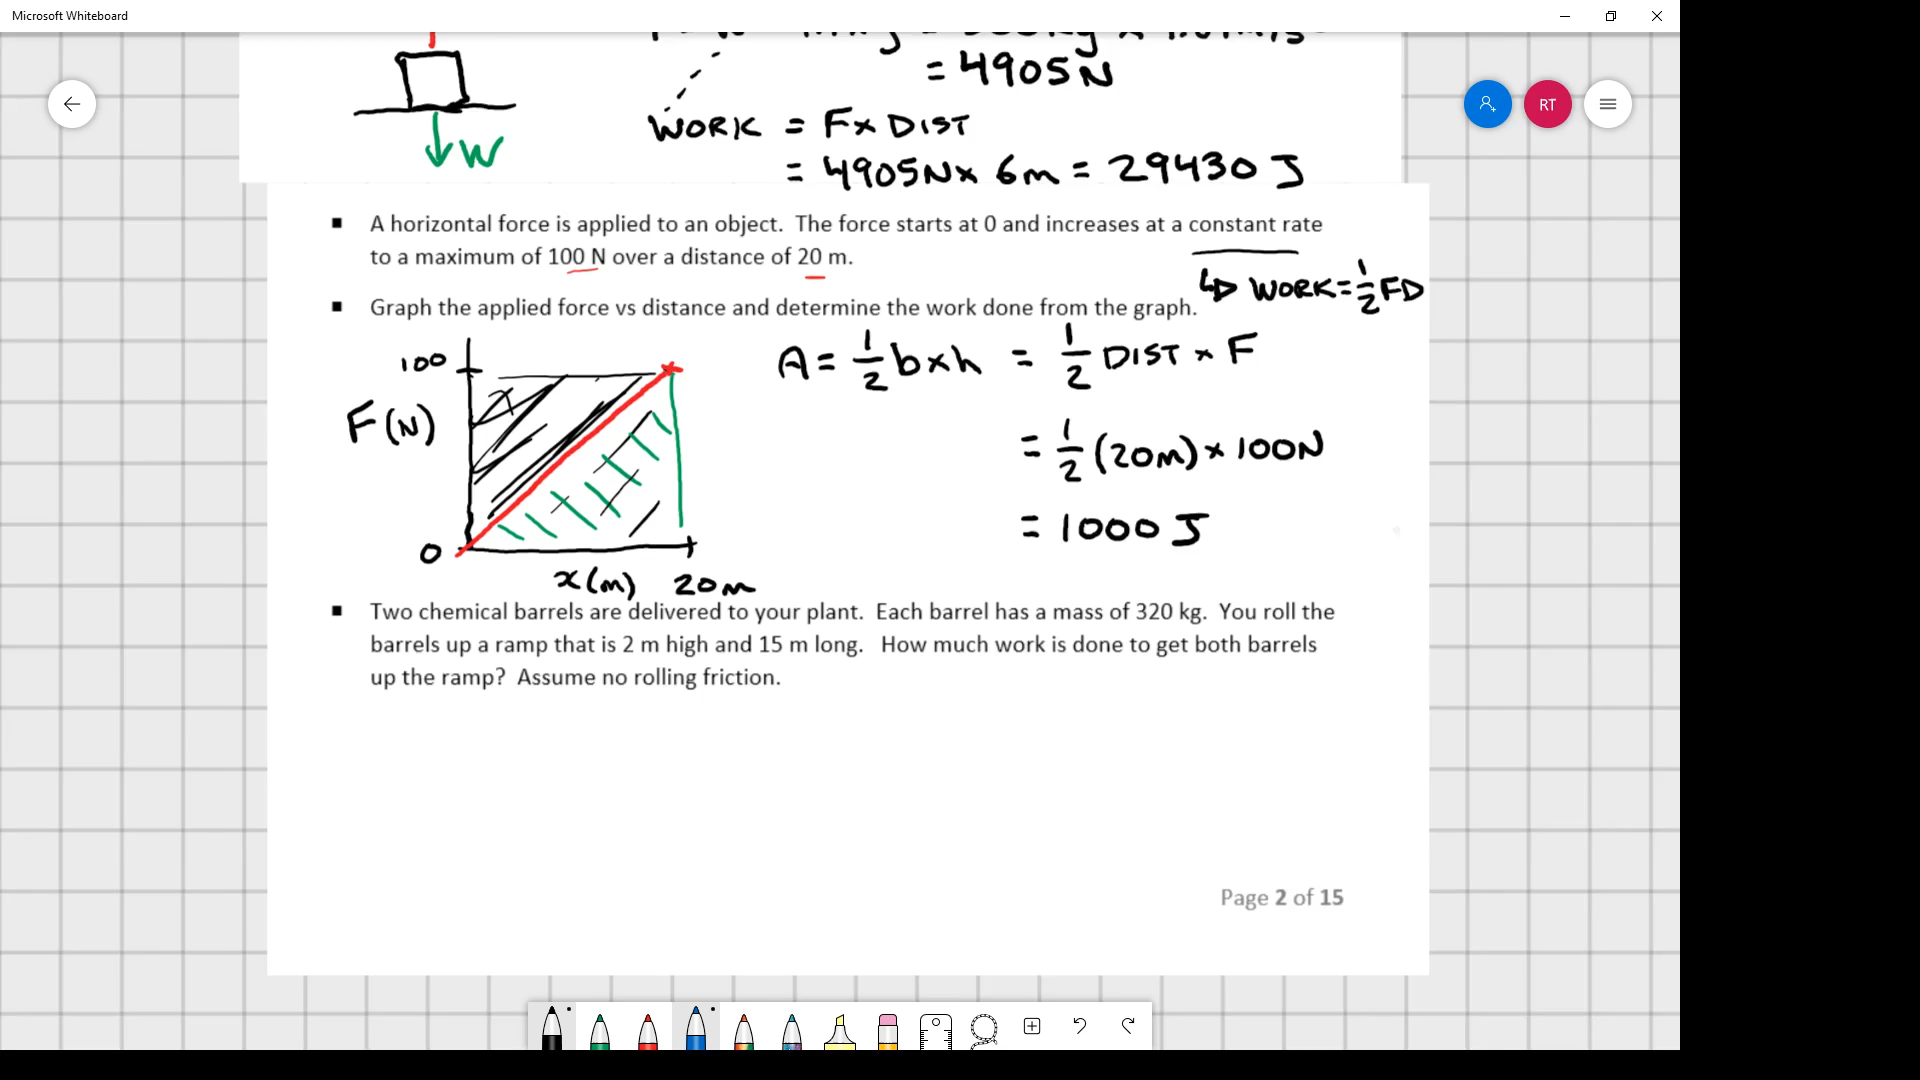 Microsoft Whiteboard
= 4905 N
WORK = F x DIST
= 4905N x 6m = 29430 J
W
RT
▪ A horizontal force is applied to an object. The force starts at 0 and increases at a constant rate
to a maximum of 100 N over a distance of 20 m.
↳ WORK = 1/2 FD
▪ Graph the applied force vs distance and determine the work done from the graph.
100
F (N)
0
x (m) 20 m
A = 1/2 b x h = 1/2 DIST x F
= 1/2 (20m) x 100N
= 1000 J
▪ Two chemical barrels are delivered to your plant. Each barrel has a mass of 320 kg. You roll the
barrels up a ramp that is 2 m high and 15 m long. How much work is done to get both barrels
up the ramp? Assume no rolling friction.
Page 2 of 15